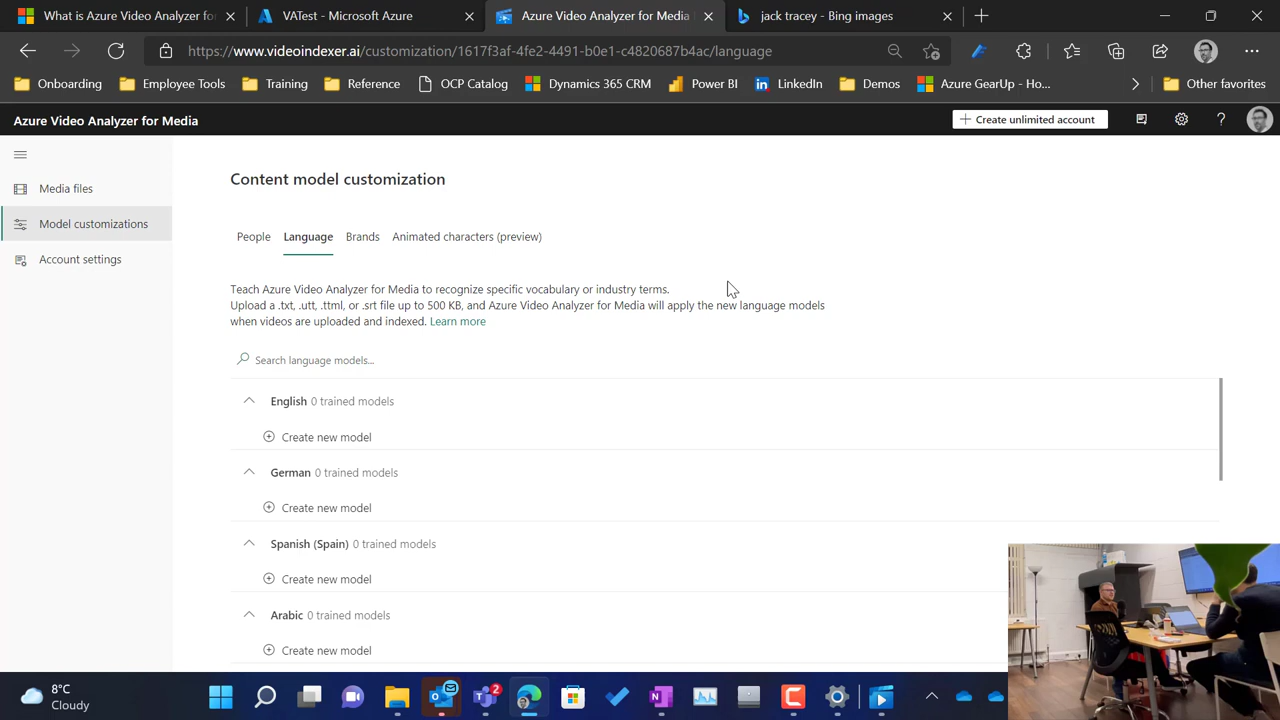 What is Azure Video Analyzer for
VATest - Microsoft Azure
Azure Video Analyzer for Media
jack tracey - Bing images
https://www.videoindexer.ai/customization/1617f3af-4fe2-4491-b0e1-c4820687b4ac/language
Onboarding
Employee Tools
Training
Reference
OCP Catalog
Dynamics 365 CRM
Power BI
LinkedIn
Demos
Azure GearUp - Ho...
Other favorites
Azure Video Analyzer for Media
Create unlimited account
Media files
Model customizations
Account settings
Content model customization
People
Language
Brands
Animated characters (preview)
Teach Azure Video Analyzer for Media to recognize specific vocabulary or industry terms.
Upload a .txt, .utt, .ttml, or .srt file up to 500 KB, and Azure Video Analyzer for Media will apply the new language models
when videos are uploaded and indexed. Learn more
Search language models...
English 0 trained models
Create new model
German 0 trained models
Create new model
Spanish (Spain) 0 trained models
Create new model
Arabic 0 trained models
Create new model
8°C
Cloudy
2